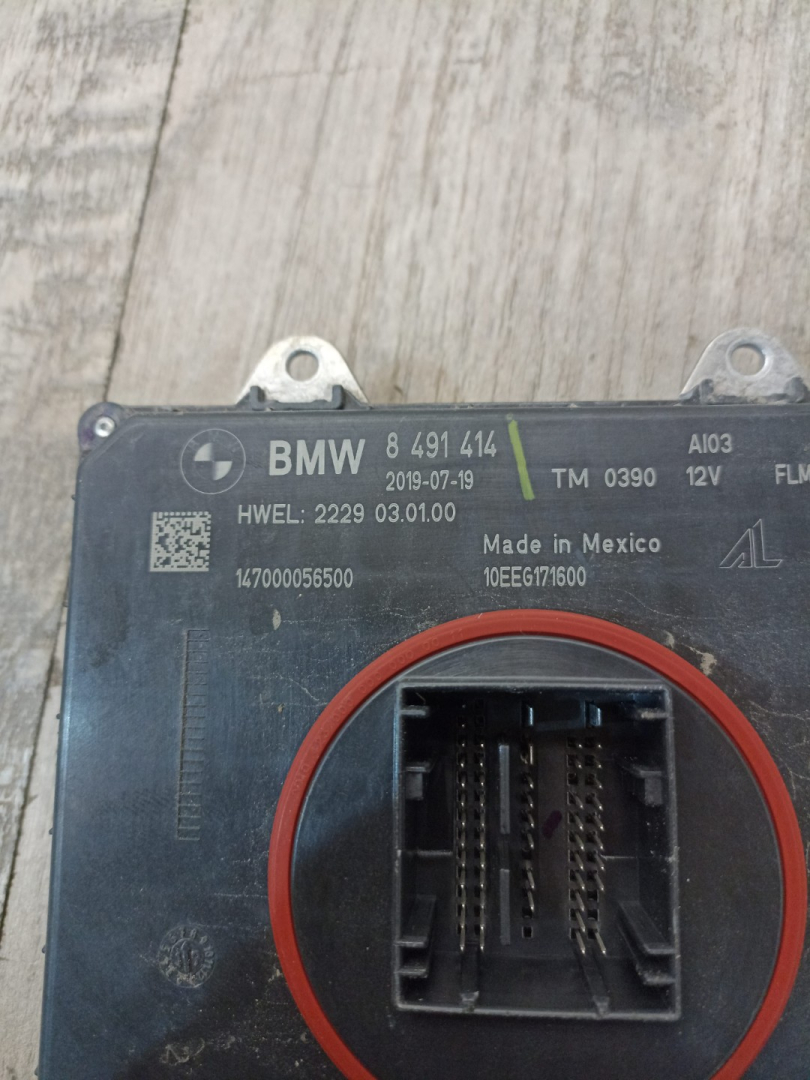 BMW 8 491 414 AI03
2019-07-19 TM 0390 12V FLM
HWEL: 2229 03.01.00
Made in Mexico AL
147000056500 10EEG171600